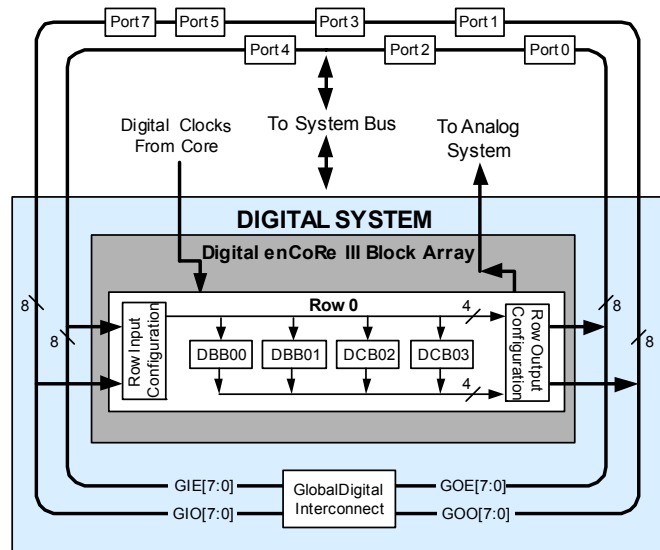 Port 7
Port 5
Port 3
Port 1
Port 4
Port 2
Port 0
Digital Clocks
From Core
To System Bus
To Analog
System
DIGITAL SYSTEM
Digital enCoRe III Block Array
8
8
8
8
Row Input
Configuration
Row 0
4
DBB00
DBB01
DCB02
DCB03
4
Row Output
Configuration
GIE[7:0]
GIO[7:0]
GlobalDigital
Interconnect
GOE[7:0]
GOO[7:0]